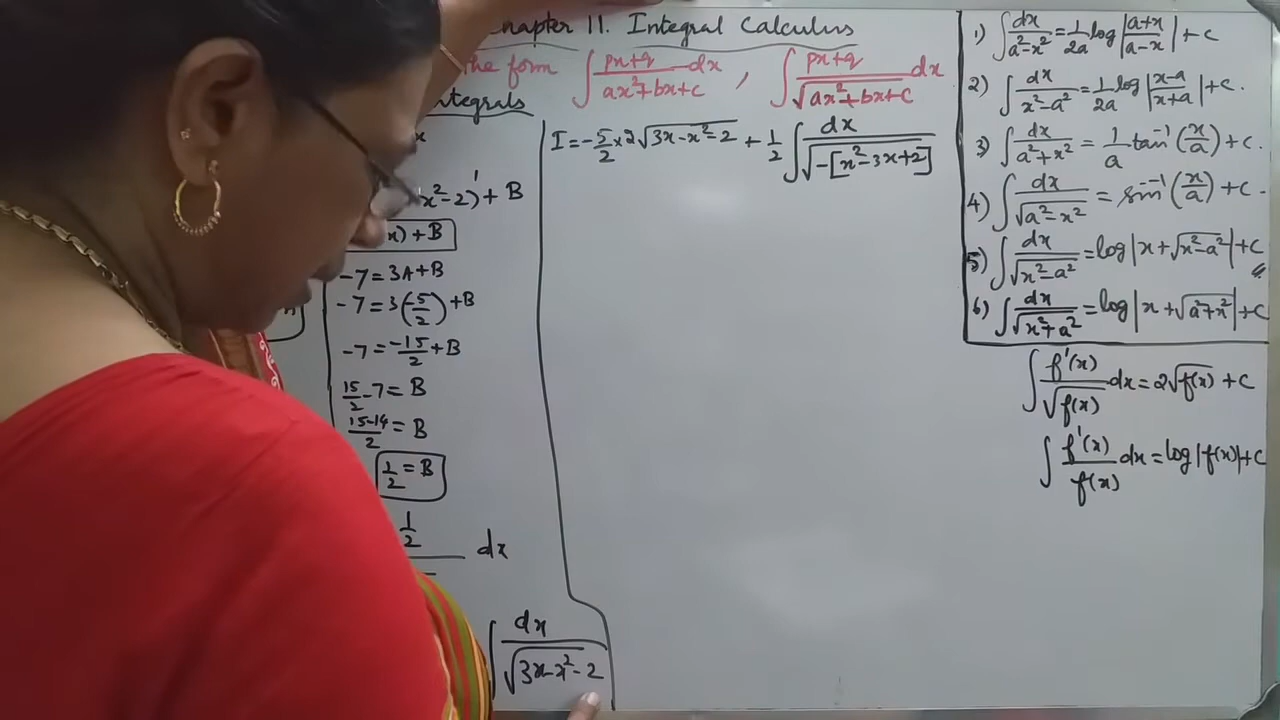 Chapter 11. Integral Calculus
the form ∫ px+q / ax²+bx+c dx , ∫ px+q / √ax²+bx+c dx
Integrals
x
x²-2)' + B
x) + B
-7 = 3A+B
-7 = 3(-5/2) + B
-7 = -15/2 + B
15/2 - 7 = B
15-14/2 = B
1/2 = B
1/2 dx
∫ dx / √3x-x²-2
I = -5/2 × 2√3x-x²-2 + 1/2 ∫ dx / √-[x²-3x+2]
1) ∫ dx / a²-x² = 1/2a log |a+x / a-x| + c
2) ∫ dx / x²-a² = 1/2a log |x-a / x+a| + c.
3) ∫ dx / a²+x² = 1/a tan⁻¹(x/a) + c.
4) ∫ dx / √a²-x² = sin⁻¹(x/a) + c.
5) ∫ dx / √x²-a² = log |x + √x²-a²| + c
6) ∫ dx / √x²+a² = log |x + √a²+x²| + c
∫ f'(x) / √f(x) dx = 2√f(x) + c
∫ f'(x) / f(x) dx = log |f(x)| + c